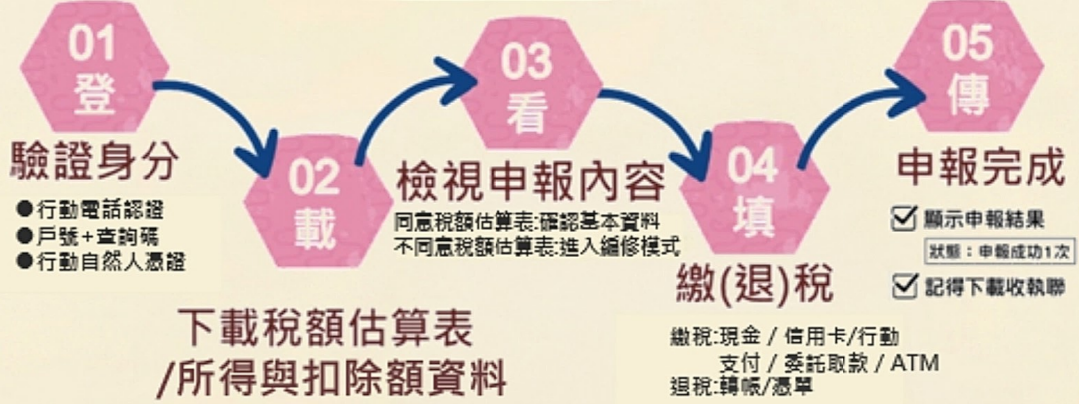 01
登
驗證身分
●行動電話認證
●戶號+查詢碼
●行動自然人憑證
02
載
下載稅額估算表
/所得與扣除額資料
03
看
檢視申報內容
同意稅額估算表:確認基本資料
不同意稅額估算表:進入編修模式
04
填
繳(退)稅
繳稅:現金 / 信用卡/行動
支付 / 委託取款 / ATM
退稅:轉帳/憑單
05
傳
申報完成
顯示申報結果
狀態：申報成功1次
記得下載收執聯